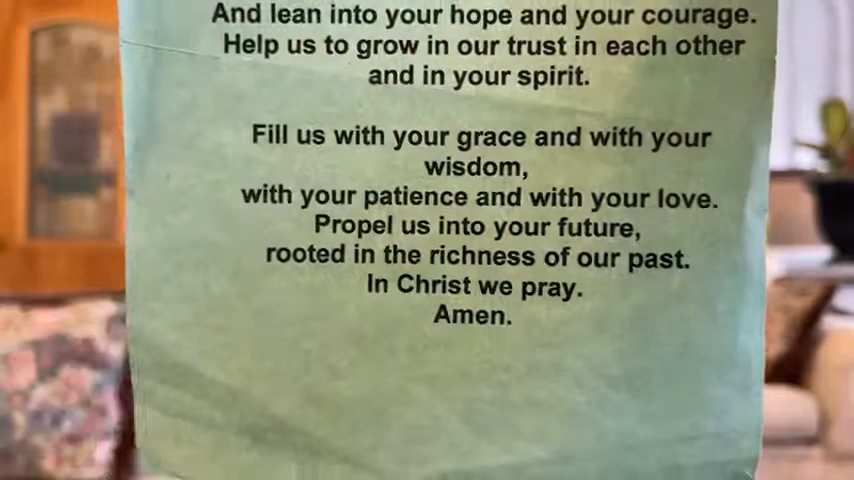 And lean into your hope and your courage.
Help us to grow in our trust in each other
and in your spirit.
Fill us with your grace and with your
wisdom,
with your patience and with your love.
Propel us into your future,
rooted in the richness of our past.
In Christ we pray.
Amen.